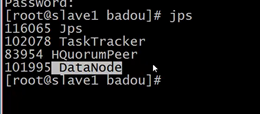 Password:
[root@slave1 badou]# jps
116065 Jps
102078 TaskTracker
83954 HQuorumPeer
101995 DataNode
[root@slave1 badou]#